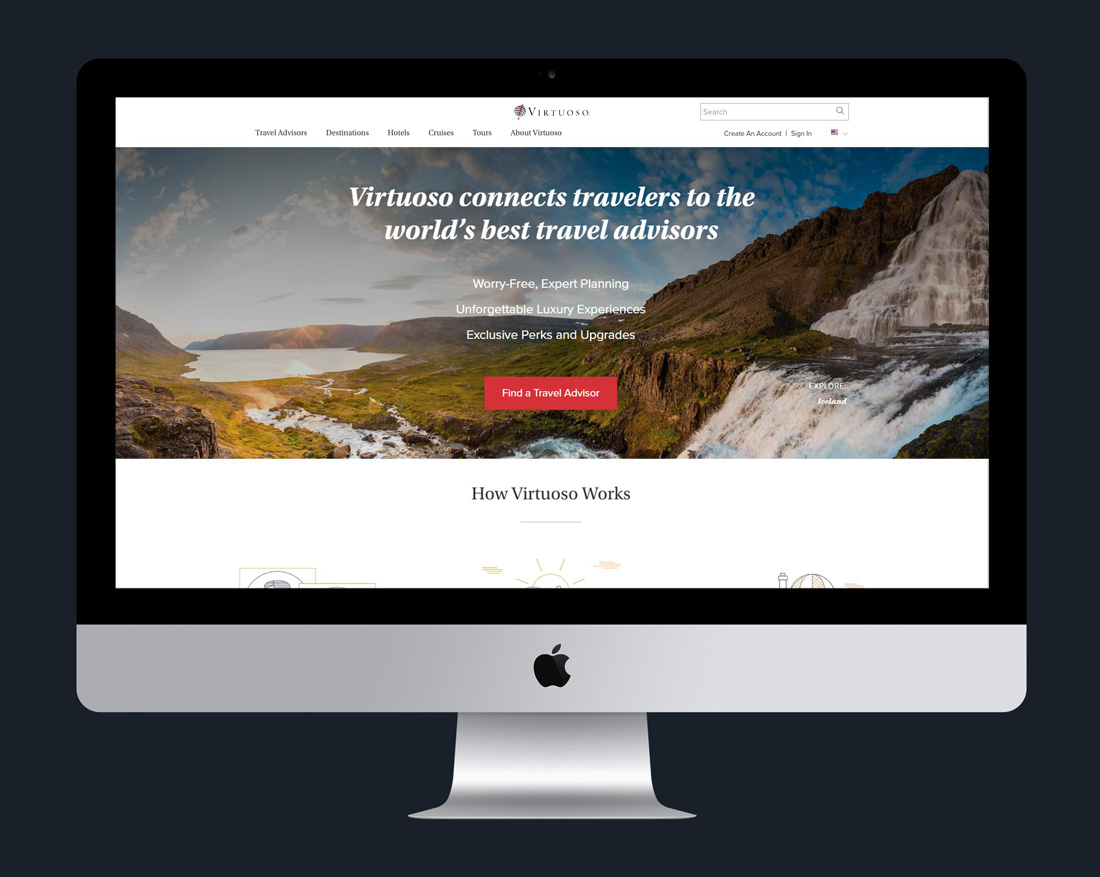 VIRTUOSO
Search
Travel Advisors Destinations Hotels Cruises Tours About Virtuoso
Create An Account | Sign In
Virtuoso connects travelers to the
world's best travel advisors
Worry-Free, Expert Planning
Unforgettable Luxury Experiences
Exclusive Perks and Upgrades
Find a Travel Advisor
EXPLORE:
Iceland
How Virtuoso Works